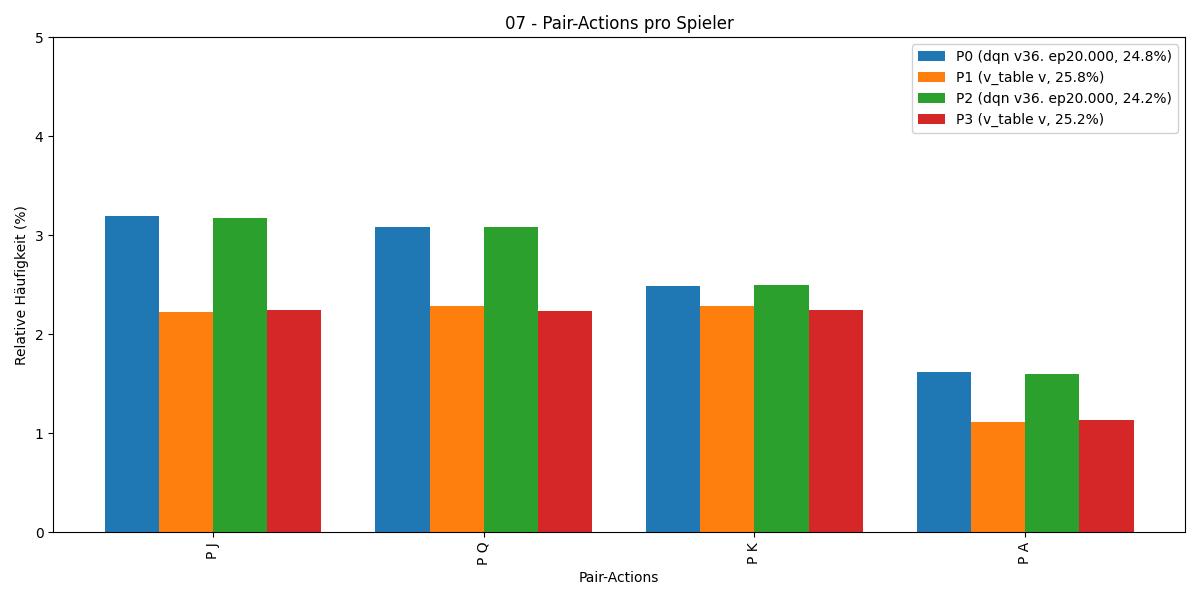 07 - Pair-Actions pro Spieler
P0 (dqn v36. ep20.000, 24.8%)
P1 (v_table v, 25.8%)
P2 (dqn v36. ep20.000, 24.2%)
P3 (v_table v, 25.2%)
Relative Häufigkeit (%)
5
4
3
2
1
0
P J
P Q
P K
P A
Pair-Actions